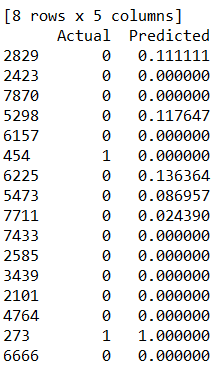 [8 rows x 5 columns]
Actual Predicted
2829 0 0.111111
2423 0 0.000000
7870 0 0.000000
5298 0 0.117647
6157 0 0.000000
454 1 0.000000
6225 0 0.136364
5473 0 0.086957
7711 0 0.024390
7433 0 0.000000
2585 0 0.000000
3439 0 0.000000
2101 0 0.000000
4764 0 0.000000
273 1 1.000000
6666 0 0.000000